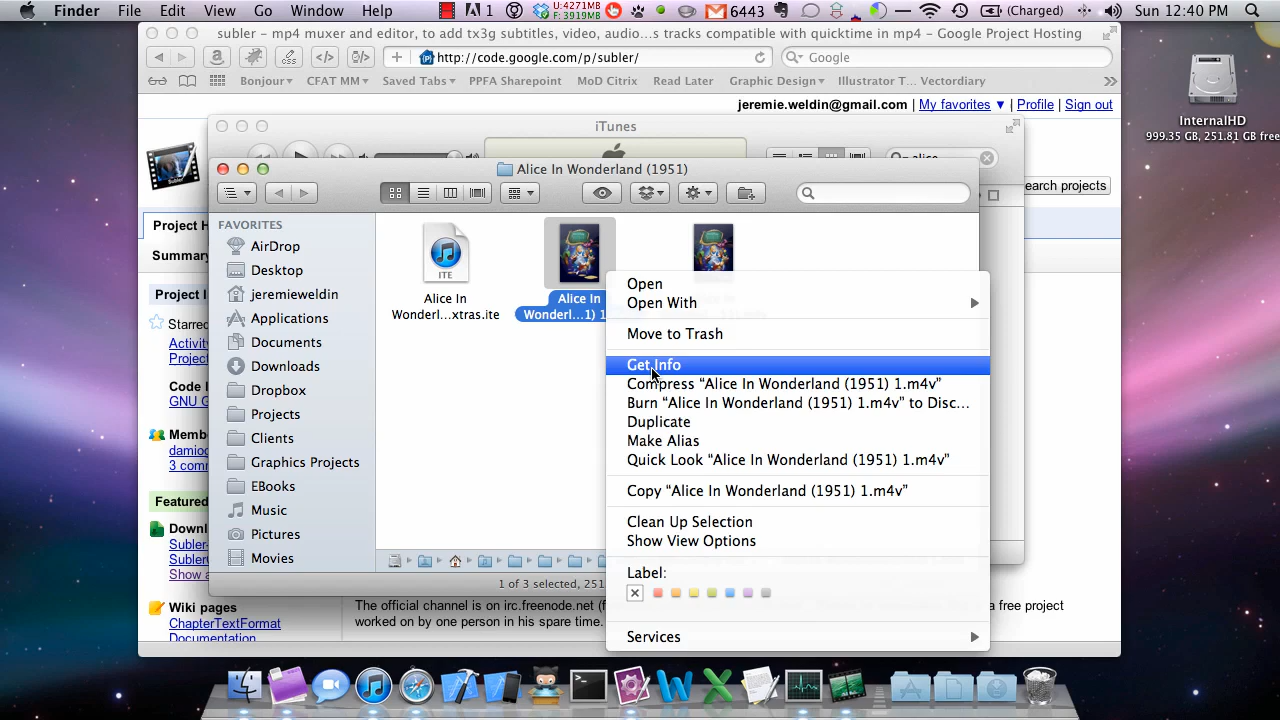 Finder File Edit View Go Window Help 1 U:4271MB F:3919MB 6443 (Charged) Sun 12:40 PM
subler – mp4 muxer and editor, to add tx3g subtitles, video, audio...s tracks compatible with quicktime in mp4 – Google Project Hosting
http://code.google.com/p/subler/
Google
Bonjour CFAT MM Saved Tabs PPFA Sharepoint MoD Citrix Read Later Graphic Design Illustrator T... Vectordiary
jeremie.weldin@gmail.com | My favorites ▼ | Profile | Sign out
InternalHD
999.35 GB, 251.81 GB free
iTunes
Subler
earch projects
Project H
Summary
Project I
Starred
Activit
Project
Code l
GNU G
Memb
damioc
3 comm
Featured
Downl
Subler-
Subler
Show a
Wiki pages
ChapterTextFormat
Documentation
Alice In Wonderland (1951)
FAVORITES
AirDrop
Desktop
jeremieweldin
Applications
Documents
Downloads
Dropbox
Projects
Clients
Graphics Projects
EBooks
Music
Pictures
Movies
ITE
Alice In
Wonderl...xtras.ite
Alice In
Wonderl...1) 1
1 of 3 selected, 251
Open
Open With
Move to Trash
Get Info
Compress “Alice In Wonderland (1951) 1.m4v”
Burn “Alice In Wonderland (1951) 1.m4v” to Disc...
Duplicate
Make Alias
Quick Look “Alice In Wonderland (1951) 1.m4v”
Copy “Alice In Wonderland (1951) 1.m4v”
Clean Up Selection
Show View Options
Label:
Services
The official channel is on irc.freenode.net (f
a free project
worked on by one person in his spare time.